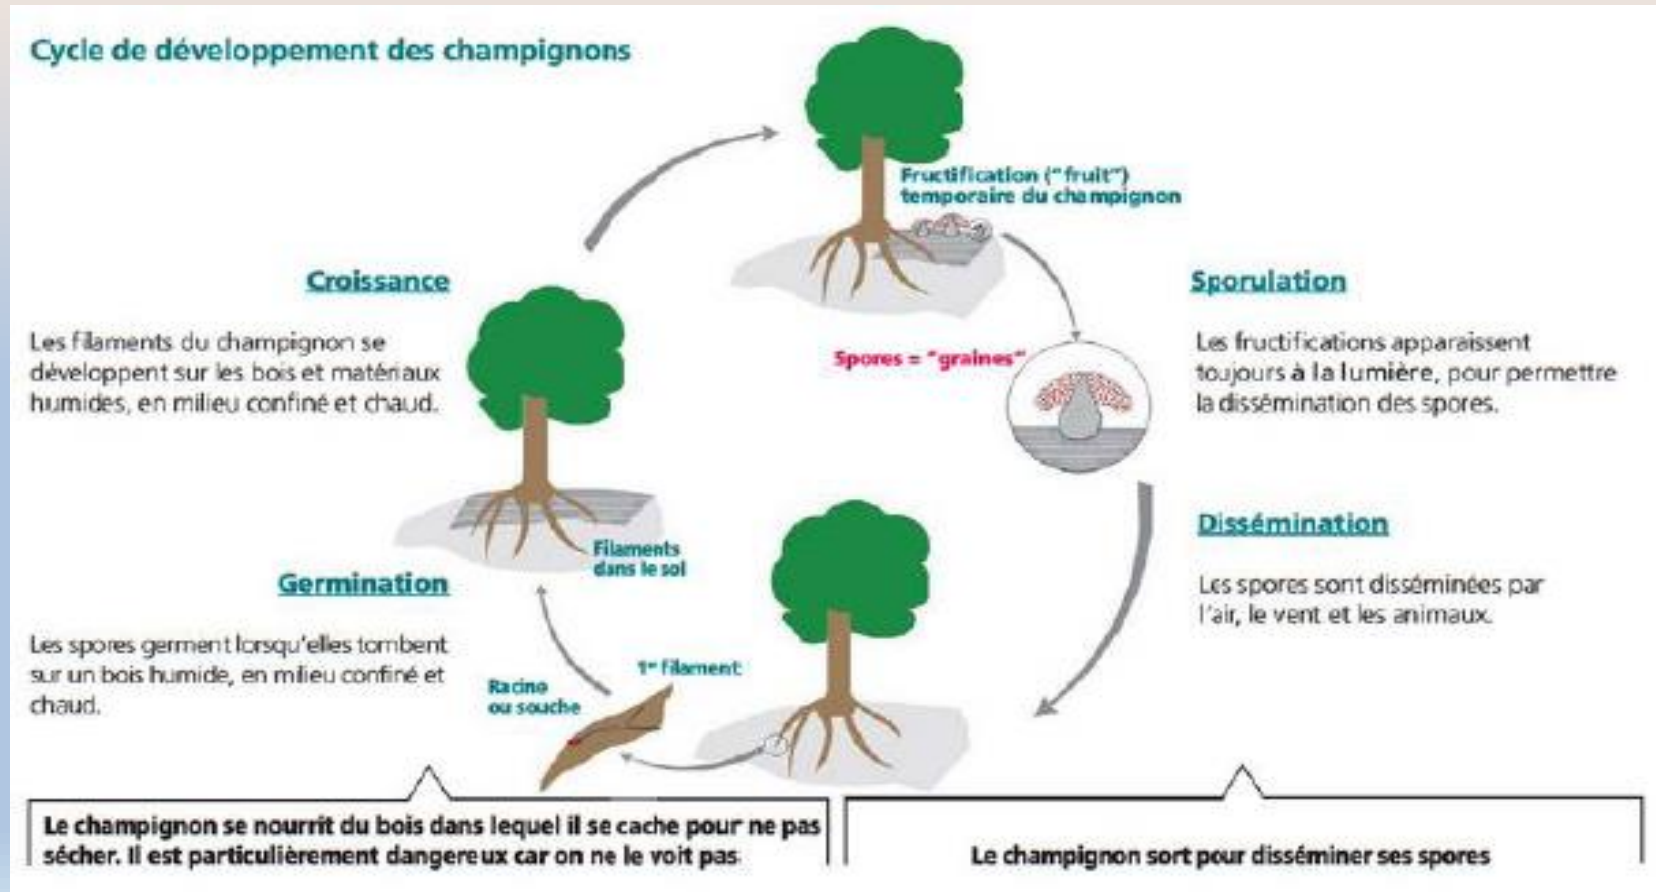 Cycle de développement des champignons
Fructification ("fruit")
temporaire du champignon
Croissance
Les filaments du champignon se
développent sur les bois et matériaux
humides, en milieu confiné et chaud.
Sporulation
Les fructifications apparaissent
toujours à la lumière, pour permettre
la dissémination des spores.
Spores = "graines"
Filaments
dans le sol
Dissémination
Les spores sont disséminées par
l'air, le vent et les animaux.
Germination
Les spores germent lorsqu'elles tombent
sur un bois humide, en milieu confiné et
chaud.
1er filament
Racine
ou souche
Le champignon se nourrit du bois dans lequel il se cache pour ne pas
sécher. Il est particulièrement dangereux car on ne le voit pas
Le champignon sort pour disséminer ses spores